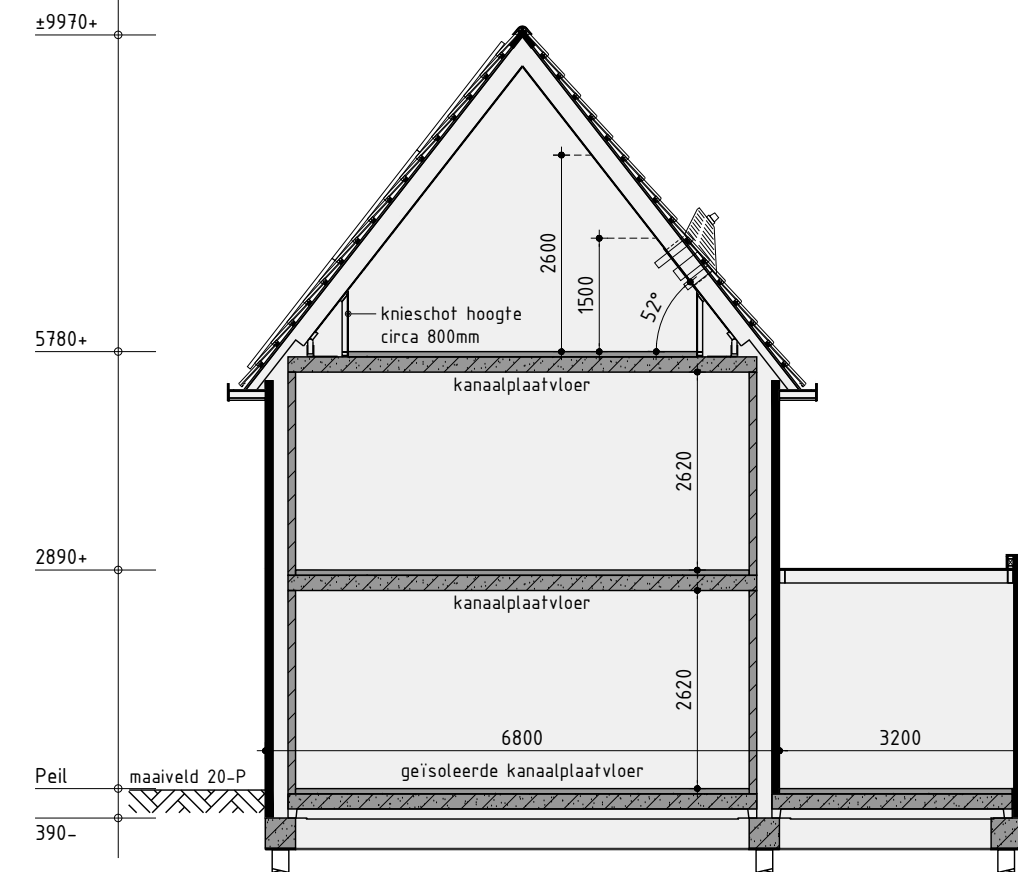 ±9970+
2600
1500
52°
knieschot hoogte
circa 800mm
5780+
kanaalplaatvloer
2620
2890+
kanaalplaatvloer
2620
6800
3200
geïsoleerde kanaalplaatvloer
Peil
maaiveld 20-P
390-